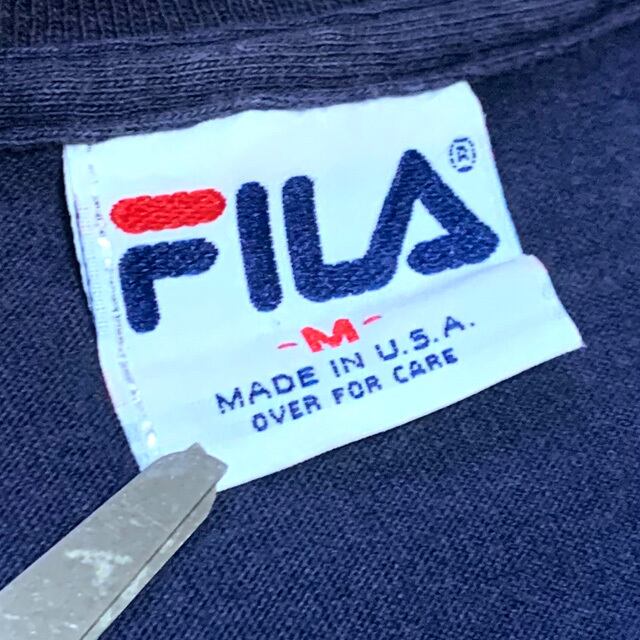 FILA®
-M-
MADE IN U.S.A.
OVER FOR CARE